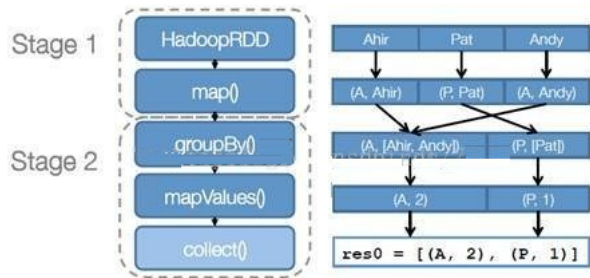 Stage 1
HadoopRDD
map()
Stage 2
groupBy()
mapValues()
collect()
Ahir Pat Andy
(A, Ahir) (P, Pat) (A, Andy)
(A, [Ahir, Andy]) (P, [Pat])
(A, 2) (P, 1)
res0 = [(A, 2), (P, 1)]